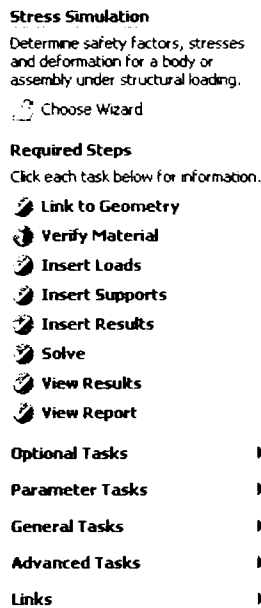 Stress Simulation
Determine safety factors, stresses
and deformation for a body or
assembly under structural loading.
Choose Wizard
Required Steps
Click each task below for information.
Link to Geometry
Verify Material
Insert Loads
Insert Supports
Insert Results
Solve
View Results
View Report
Optional Tasks
Parameter Tasks
General Tasks
Advanced Tasks
Links